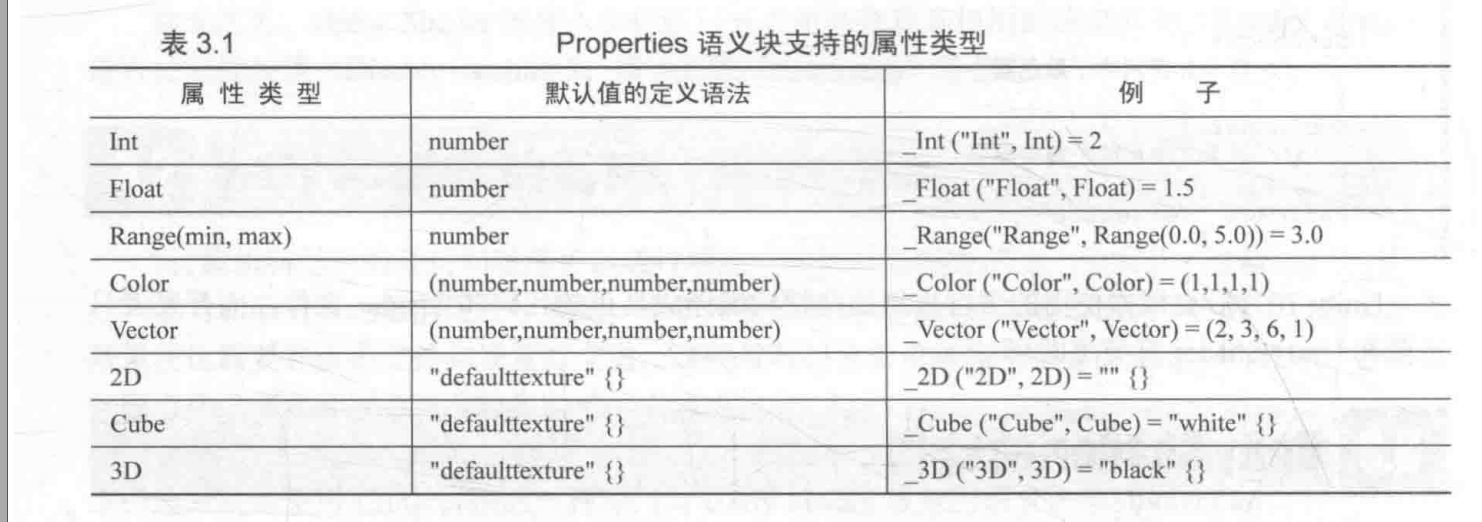 表 3.1 Properties 语义块支持的属性类型
属 性 类 型 默认值的定义语法 例 子
Int number _Int ("Int", Int) = 2
Float number _Float ("Float", Float) = 1.5
Range(min, max) number _Range("Range", Range(0.0, 5.0)) = 3.0
Color (number,number,number,number) _Color ("Color", Color) = (1,1,1,1)
Vector (number,number,number,number) _Vector ("Vector", Vector) = (2, 3, 6, 1)
2D "defaulttexture" {} _2D ("2D", 2D) = "" {}
Cube "defaulttexture" {} _Cube ("Cube", Cube) = "white" {}
3D "defaulttexture" {} _3D ("3D", 3D) = "black" {}